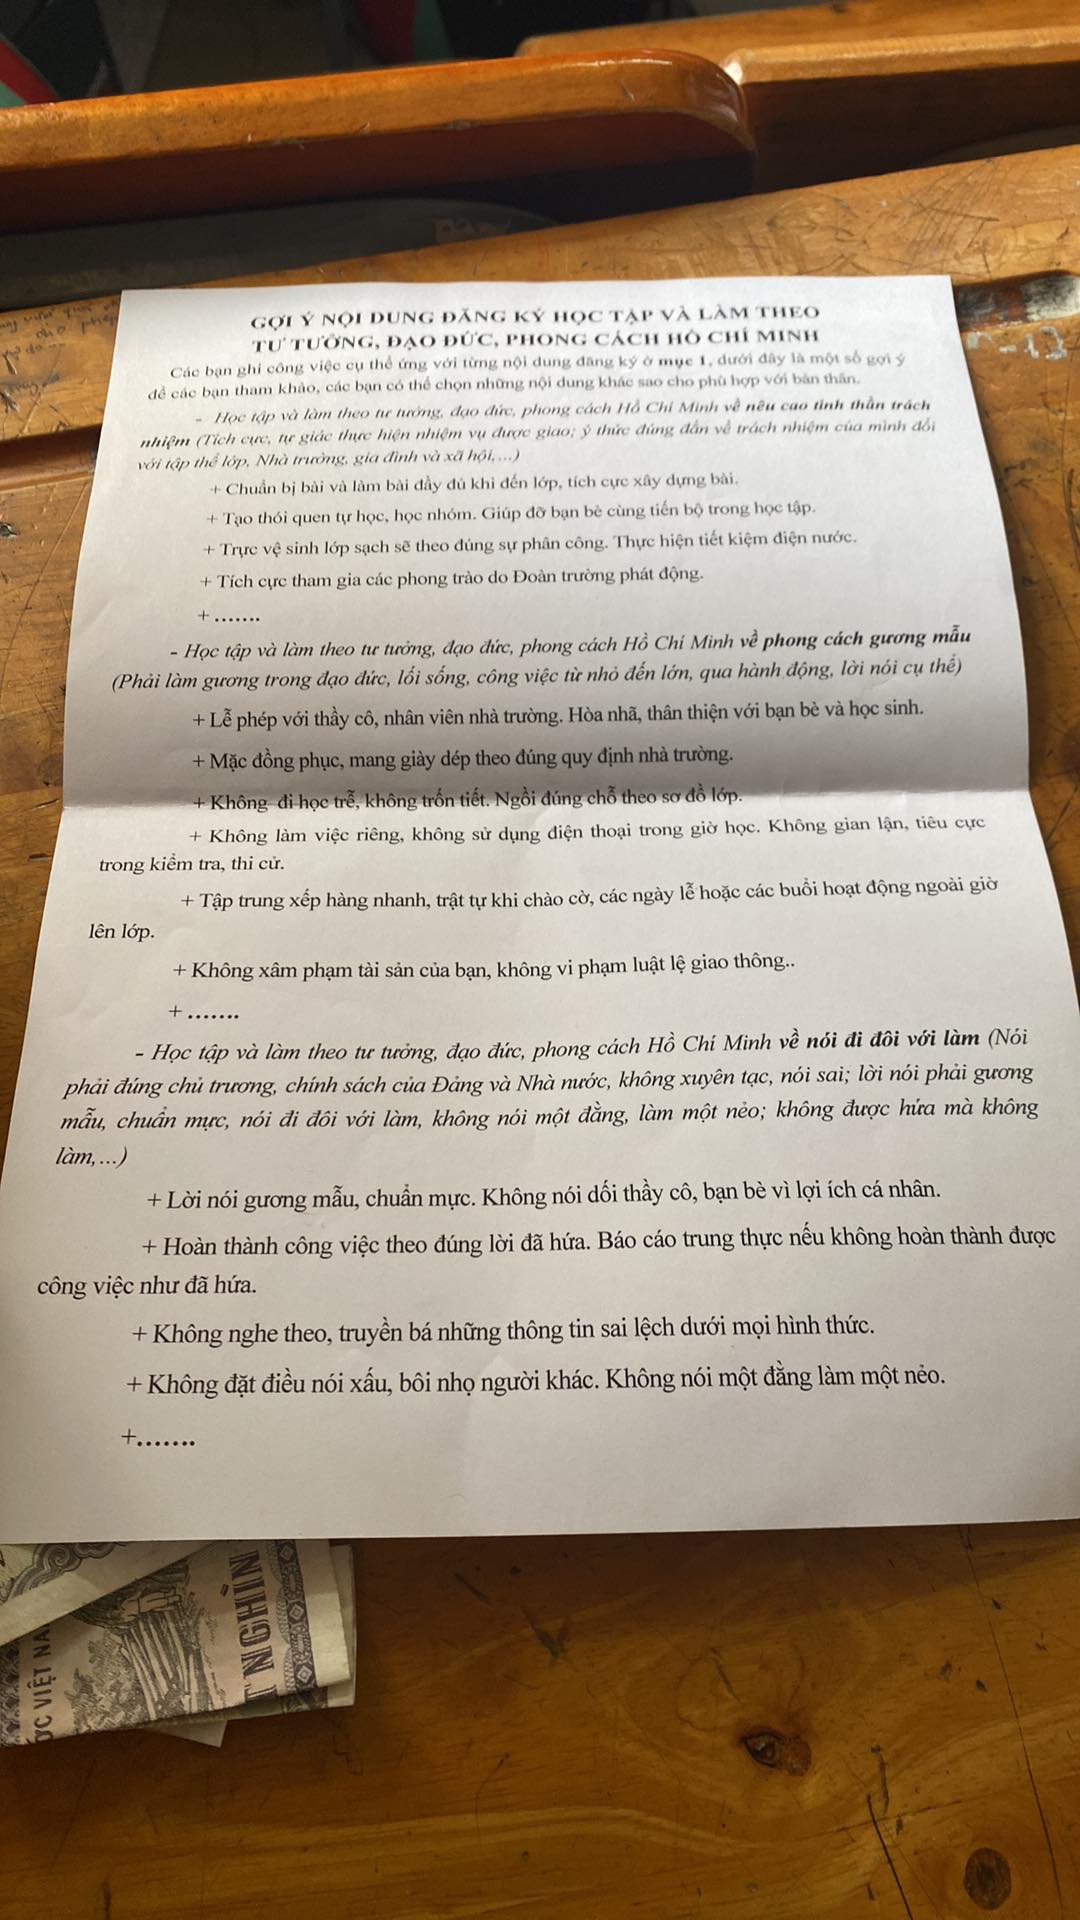 GỢI Ý NỘI DUNG ĐĂNG KÝ HỌC TẬP VÀ LÀM THEO
TƯ TƯỞNG, ĐẠO ĐỨC, PHONG CÁCH HỒ CHÍ MINH
Các bạn ghi công việc cụ thể ứng với từng nội dung đăng ký ở mục 1, dưới đây là một số gợi ý
để các bạn tham khảo, các bạn có thể chọn những nội dung khác sao cho phù hợp với bản thân.
- Học tập và làm theo tư tưởng, đạo đức, phong cách Hồ Chí Minh về nêu cao tinh thần trách
nhiệm (Tích cực, tự giác thực hiện nhiệm vụ được giao; ý thức đúng đắn về trách nhiệm của mình đối
với tập thể lớp, Nhà trường, gia đình và xã hội,...)
+ Chuẩn bị bài và làm bài đầy đủ khi đến lớp, tích cực xây dựng bài.
+ Tạo thói quen tự học, học nhóm. Giúp đỡ bạn bè cùng tiến bộ trong học tập.
+ Trực vệ sinh lớp sạch sẽ theo đúng sự phân công. Thực hiện tiết kiệm điện nước.
+ Tích cực tham gia các phong trào do Đoàn trường phát động.
+.......
- Học tập và làm theo tư tưởng, đạo đức, phong cách Hồ Chí Minh về phong cách gương mẫu
(Phải làm gương trong đạo đức, lối sống, công việc từ nhỏ đến lớn, qua hành động, lời nói cụ thể)
+ Lễ phép với thầy cô, nhân viên nhà trường. Hòa nhã, thân thiện với bạn bè và học sinh.
+ Mặc đồng phục, mang giày dép theo đúng quy định nhà trường.
+ Không đi học trễ, không trốn tiết. Ngồi đúng chỗ theo sơ đồ lớp.
+ Không làm việc riêng, không sử dụng điện thoại trong giờ học. Không gian lận, tiêu cực
trong kiểm tra, thi cử.
+ Tập trung xếp hàng nhanh, trật tự khi chào cờ, các ngày lễ hoặc các buổi hoạt động ngoài giờ
lên lớp.
+ Không xâm phạm tài sản của bạn, không vi phạm luật lệ giao thông..
+.......
- Học tập và làm theo tư tưởng, đạo đức, phong cách Hồ Chí Minh về nói đi đôi với làm (Nói
phải đúng chủ trương, chính sách của Đảng và Nhà nước, không xuyên tạc, nói sai; lời nói phải gương
mẫu, chuẩn mực, nói đi đôi với làm, không nói một đằng, làm một nẻo; không được hứa mà không
làm,...)
+ Lời nói gương mẫu, chuẩn mực. Không nói dối thầy cô, bạn bè vì lợi ích cá nhân.
+ Hoàn thành công việc theo đúng lời đã hứa. Báo cáo trung thực nếu không hoàn thành được
công việc như đã hứa.
+ Không nghe theo, truyền bá những thông tin sai lệch dưới mọi hình thức.
+ Không đặt điều nói xấu, bôi nhọ người khác. Không nói một đằng làm một nẻo.
+.......
VIỆT NA
T NGHÌN